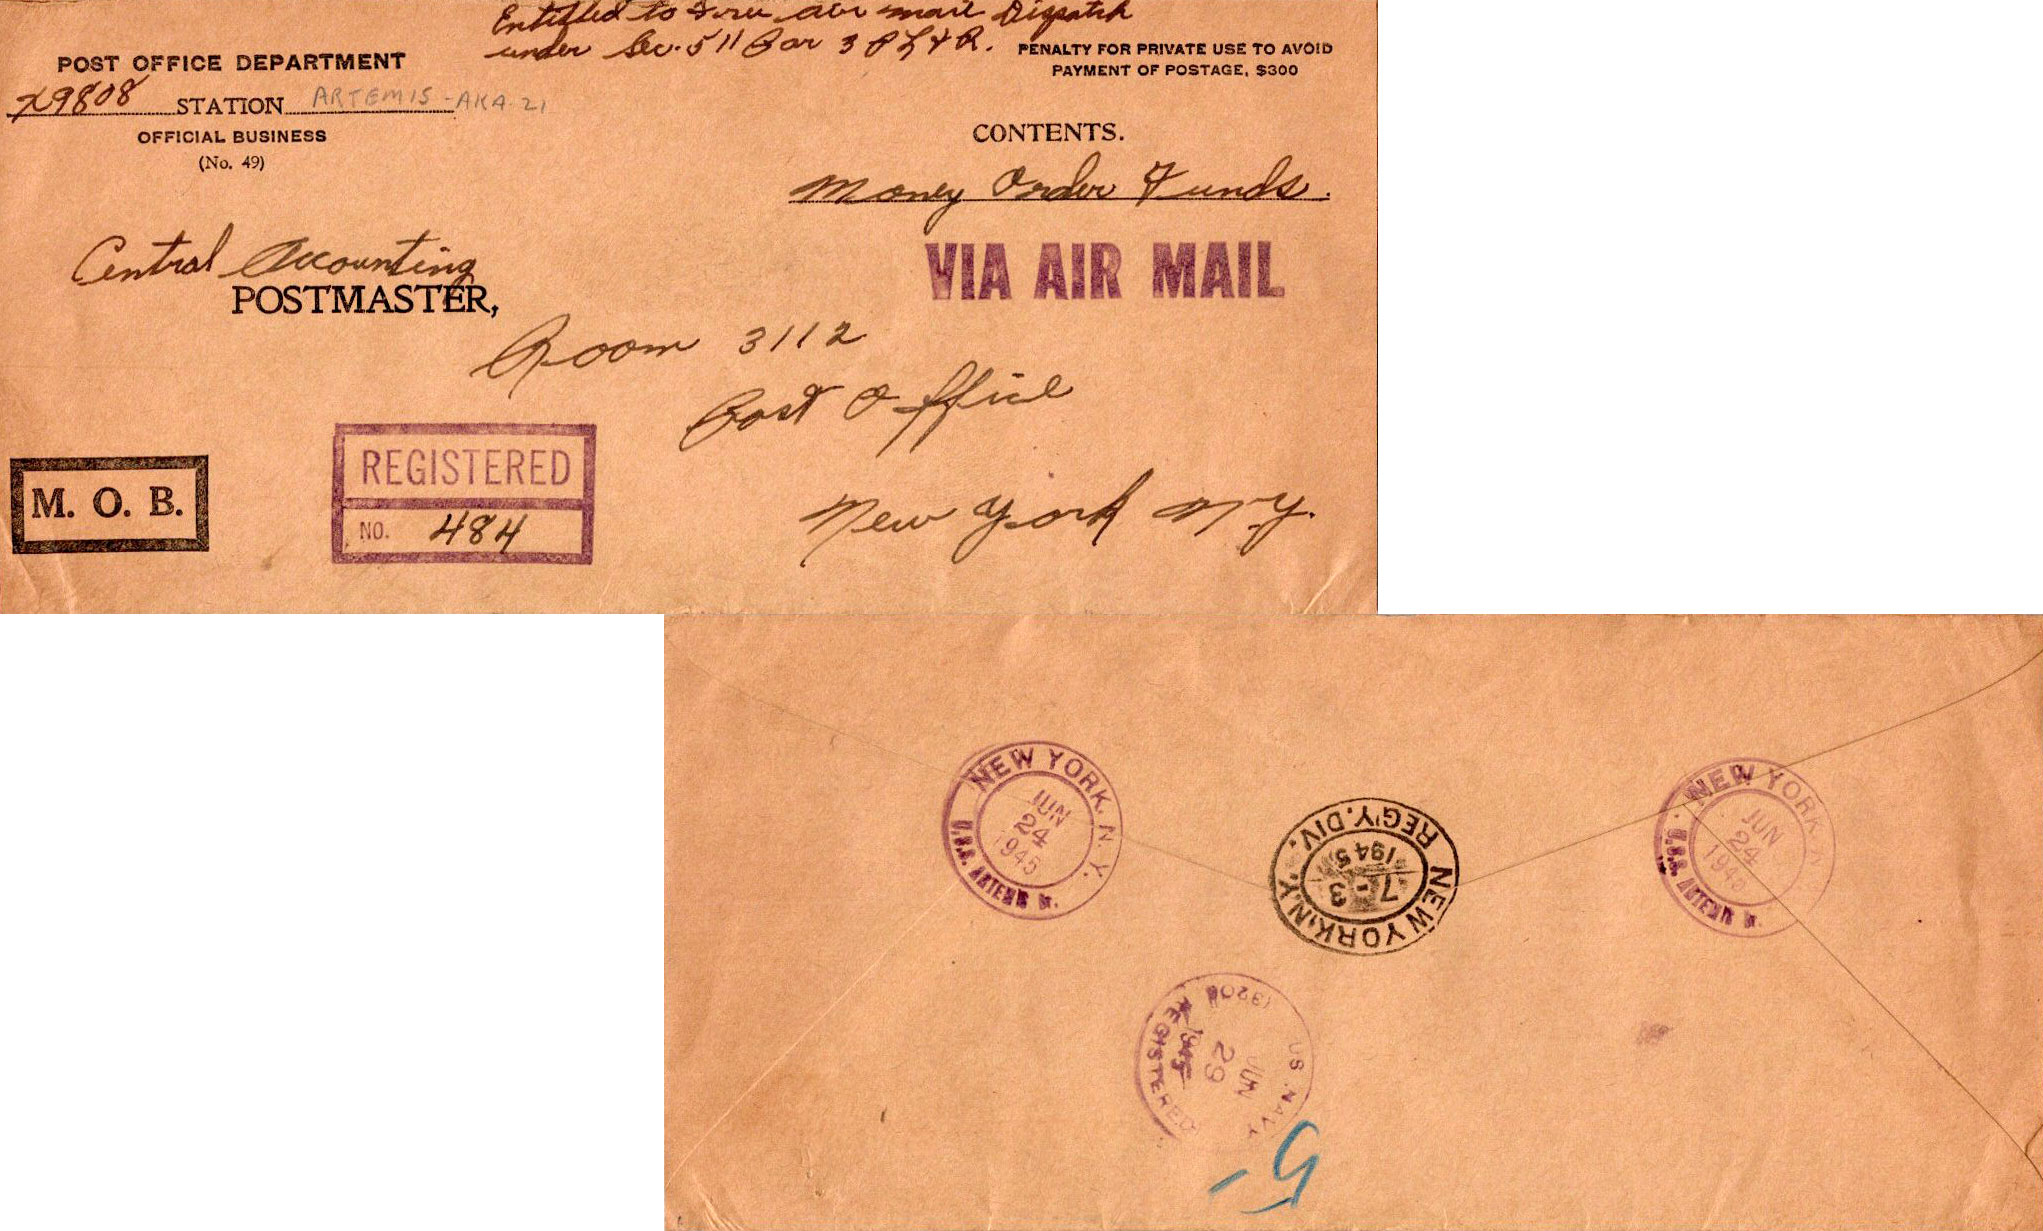 Entitled to Free air mail Dispatch
under Sec. 511 Par 3 P L & R.
PENALTY FOR PRIVATE USE TO AVOID
PAYMENT OF POSTAGE, $300
POST OFFICE DEPARTMENT
X9808 STATION ARTEMIS-AKA-21
OFFICIAL BUSINESS
(No. 49)
CONTENTS.
Money Order Funds.
VIA AIR MAIL
Central Accounting
POSTMASTER,
Room 3112
Post Office
New York N.Y.
M. O. B.
REGISTERED
NO. 484
NEW YORK, N.Y.
JUN
24
1945
U.S.S. ARTEMIS Br.
NEW YORK, N.Y.
REG'Y. DIV.
7-3
1945
NEW YORK, N
JUN
24
194
U.S.S. ARTEMIS Br.
US NAVY
JUN
29
1945
REGISTERED
5-